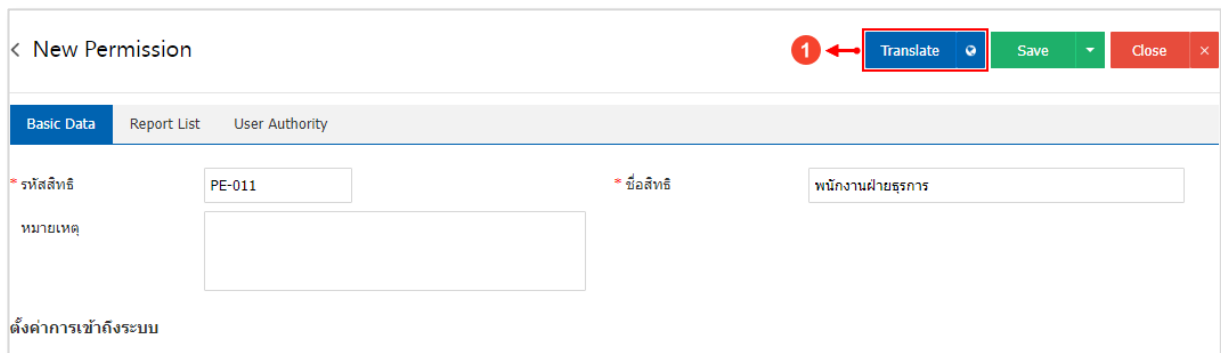 < New Permission
1 Translate Save Close ×
Basic Data Report List User Authority
* รหัสสิทธิ PE-011 * ชื่อสิทธิ พนักงานฝ่ายธุรการ
หมายเหตุ
ตั้งค่าการเข้าถึงระบบ